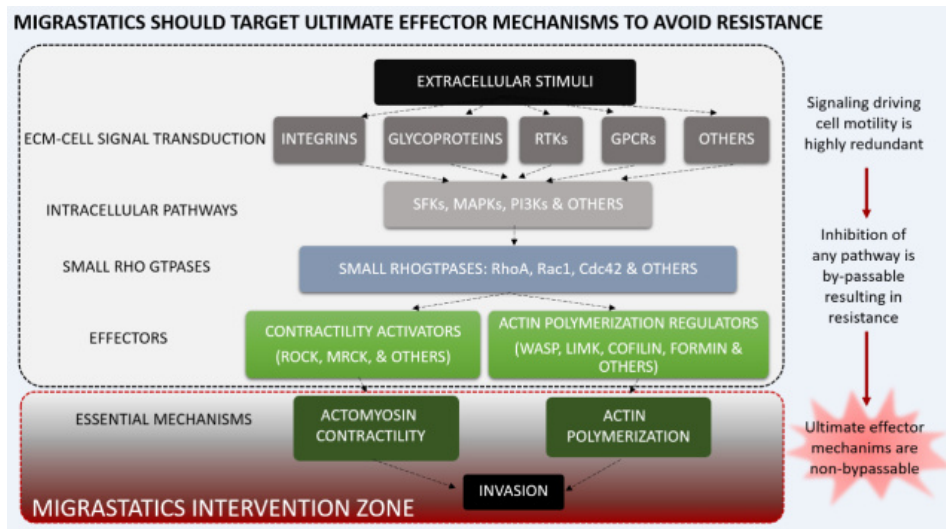 MIGRASTATICS SHOULD TARGET ULTIMATE EFFECTOR MECHANISMS TO AVOID RESISTANCE
EXTRACELLULAR STIMULI
ECM-CELL SIGNAL TRANSDUCTION
INTEGRINS
GLYCOPROTEINS
RTKs
GPCRs
OTHERS
INTRACELLULAR PATHWAYS
SFKs, MAPKs, PI3Ks & OTHERS
SMALL RHO GTPASES
SMALL RHOGTPASES: RhoA, Rac1, Cdc42 & OTHERS
EFFECTORS
CONTRACTILITY ACTIVATORS
(ROCK, MRCK, & OTHERS)
ACTIN POLYMERIZATION REGULATORS
(WASP, LIMK, COFILIN, FORMIN &
OTHERS)
ESSENTIAL MECHANISMS
ACTOMYOSIN
CONTRACTILITY
ACTIN
POLYMERIZATION
INVASION
MIGRASTATICS INTERVENTION ZONE
Signaling driving
cell motility is
highly redundant
Inhibition of
any pathway is
by-passable
resulting in
resistance
Ultimate effector
mechanims are
non-bypassable